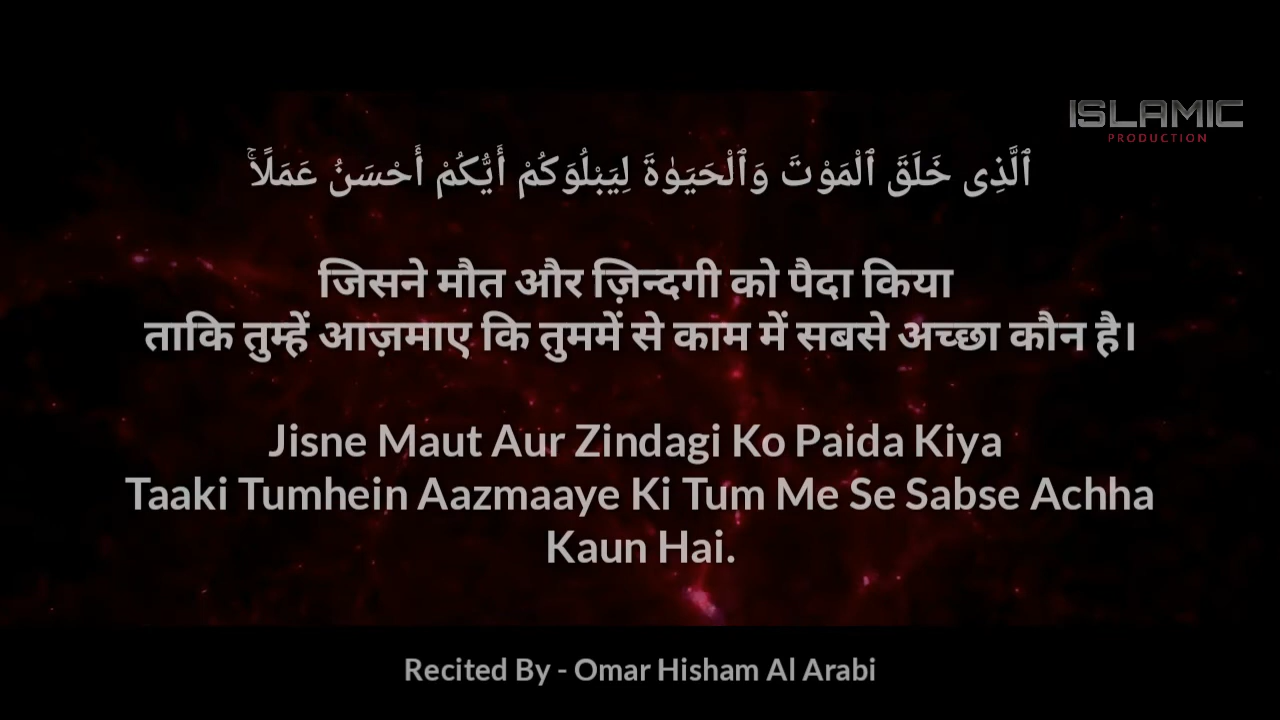 ISLAMIC
PRODUCTION
ٱلَّذِى خَلَقَ ٱلْمَوْتَ وَٱلْحَيَوٰةَ لِيَبْلُوَكُمْ أَيُّكُمْ أَحْسَنُ عَمَلًاۚ
जिसने मौत और ज़िन्दगी को पैदा किया
ताकि तुम्हें आज़माए कि तुममें से काम में सबसे अच्छा कौन है।
Jisne Maut Aur Zindagi Ko Paida Kiya
Taaki Tumhein Aazmaaye Ki Tum Me Se Sabse Achha
Kaun Hai.
Recited By - Omar Hisham Al Arabi